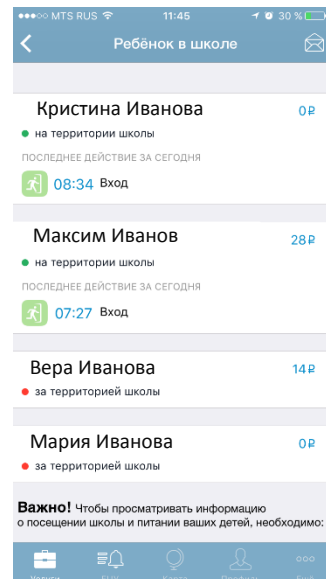 MTS RUS 11:45 30 %
Ребёнок в школе
Кристина Иванова 0 ₽
на территории школы
ПОСЛЕДНЕЕ ДЕЙСТВИЕ ЗА СЕГОДНЯ
08:34 Вход
Максим Иванов 28 ₽
на территории школы
ПОСЛЕДНЕЕ ДЕЙСТВИЕ ЗА СЕГОДНЯ
07:27 Вход
Вера Иванова 14 ₽
за территорией школы
Мария Иванова 0 ₽
за территорией школы
Важно! Чтобы просматривать информацию
о посещении школы и питании ваших детей, необходимо: